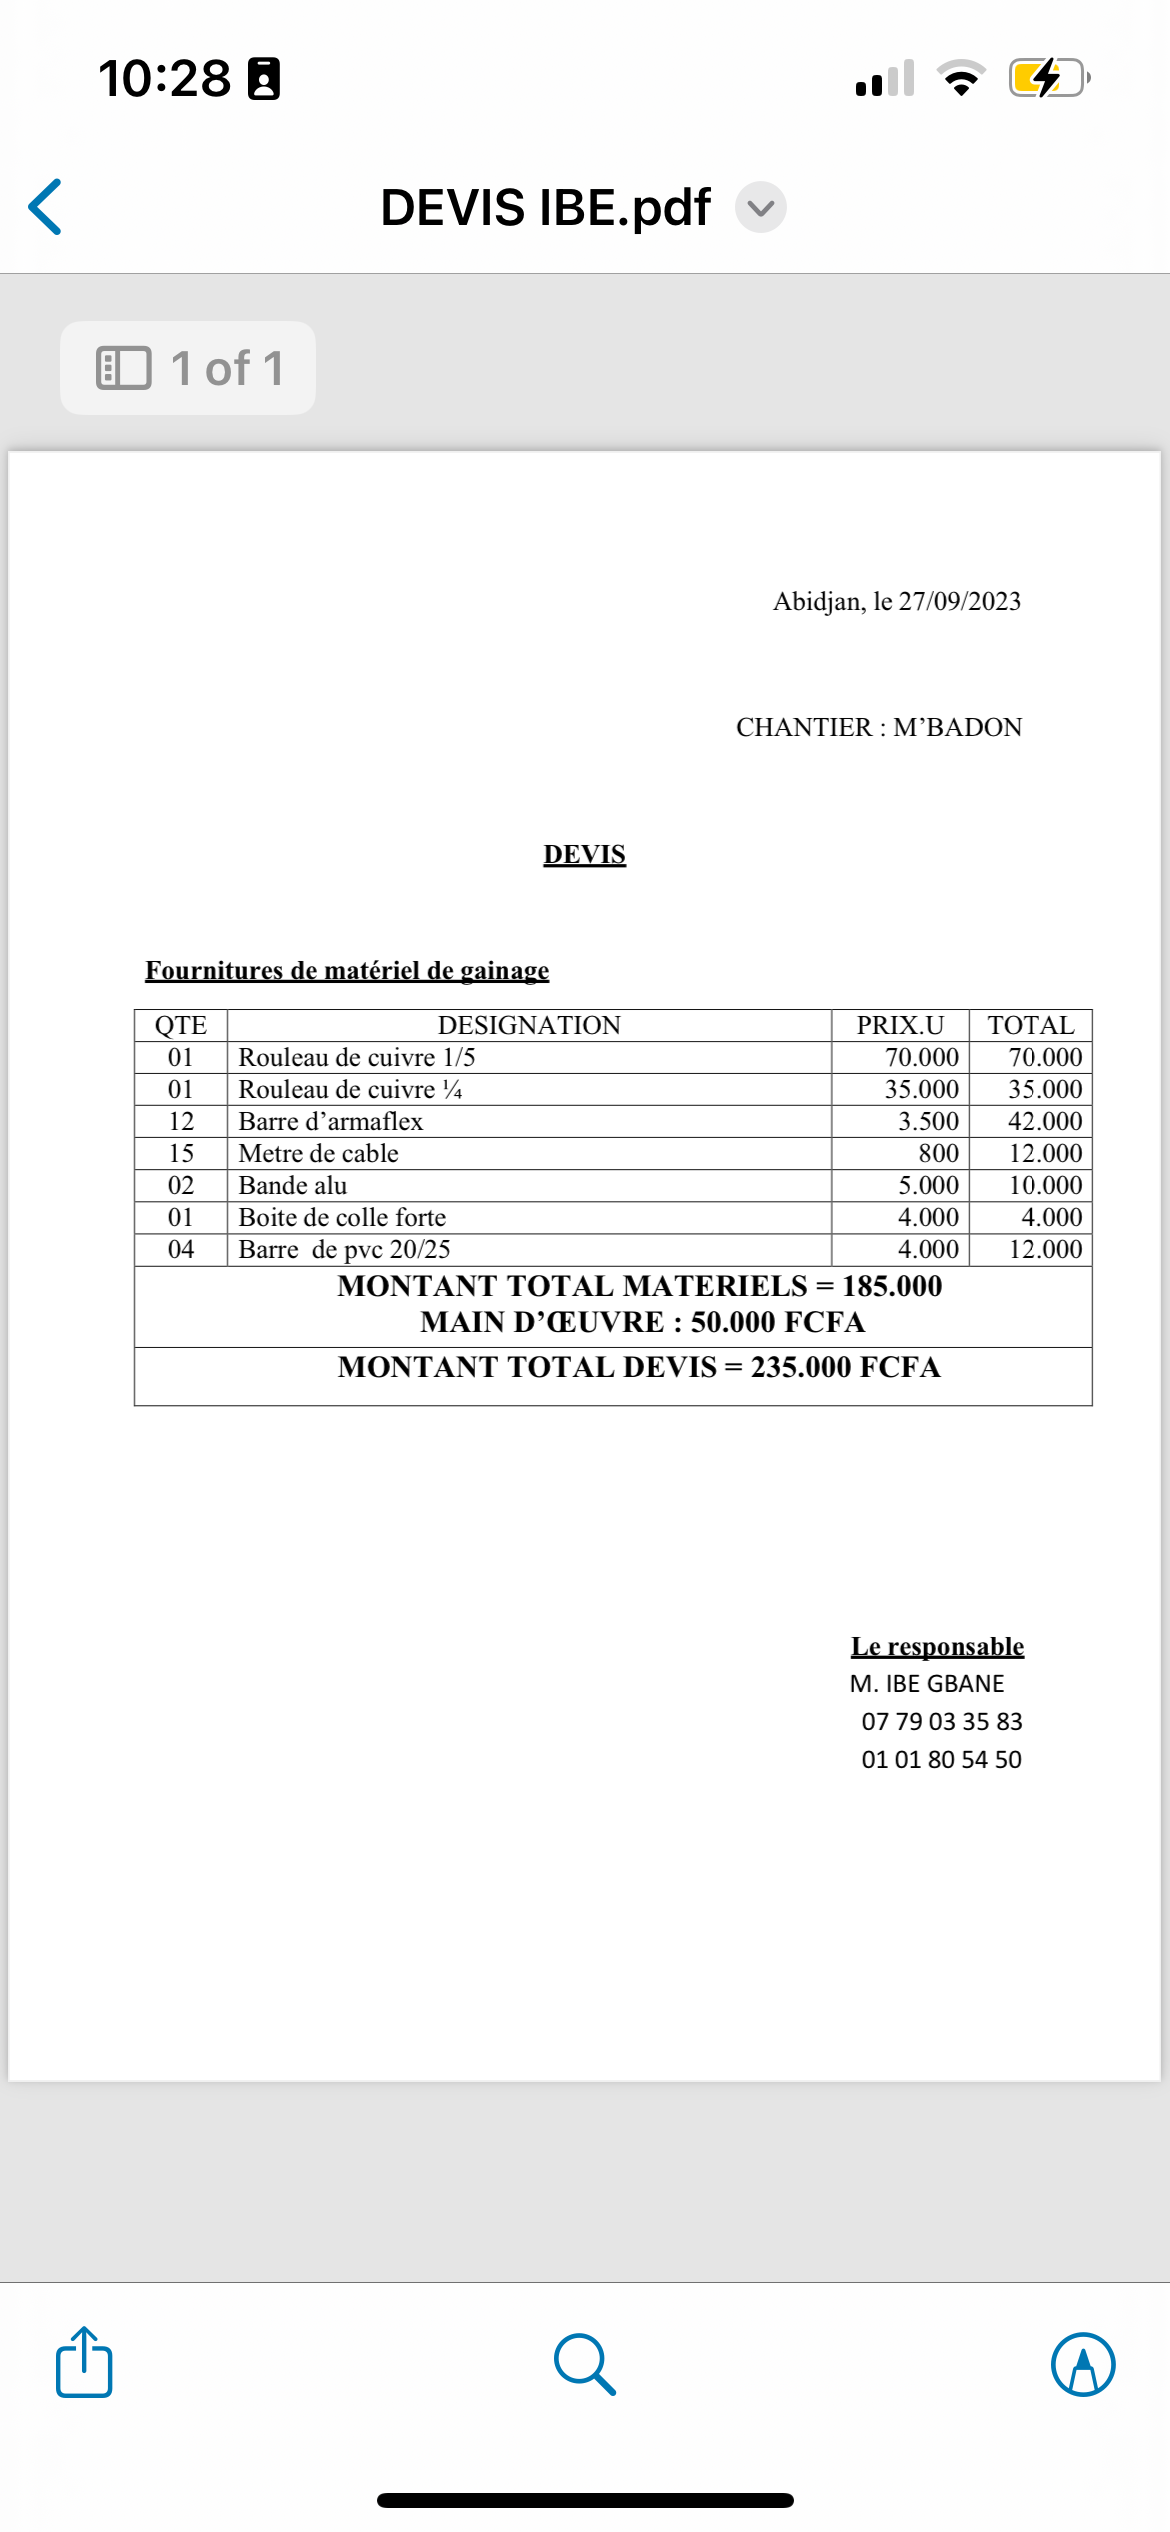 10:28
DEVIS IBE.pdf
1 of 1
Abidjan, le 27/09/2023
CHANTIER : M’BADON
DEVIS
Fournitures de matériel de gainage
QTE DESIGNATION PRIX.U TOTAL
01 Rouleau de cuivre 1/5 70.000 70.000
01 Rouleau de cuivre ¼ 35.000 35.000
12 Barre d’armaflex 3.500 42.000
15 Metre de cable 800 12.000
02 Bande alu 5.000 10.000
01 Boite de colle forte 4.000 4.000
04 Barre de pvc 20/25 4.000 12.000
MONTANT TOTAL MATERIELS = 185.000
MAIN D’ŒUVRE : 50.000 FCFA
MONTANT TOTAL DEVIS = 235.000 FCFA
Le responsable
M. IBE GBANE
07 79 03 35 83
01 01 80 54 50